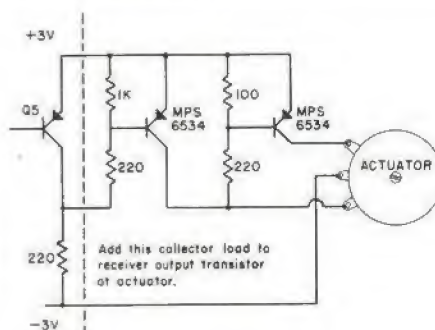 +3V
Q5
1K
MPS
6534
100
MPS
6534
220
220
ACTUATOR
220
Add this collector load to
receiver output transistor
at actuator.
-3V